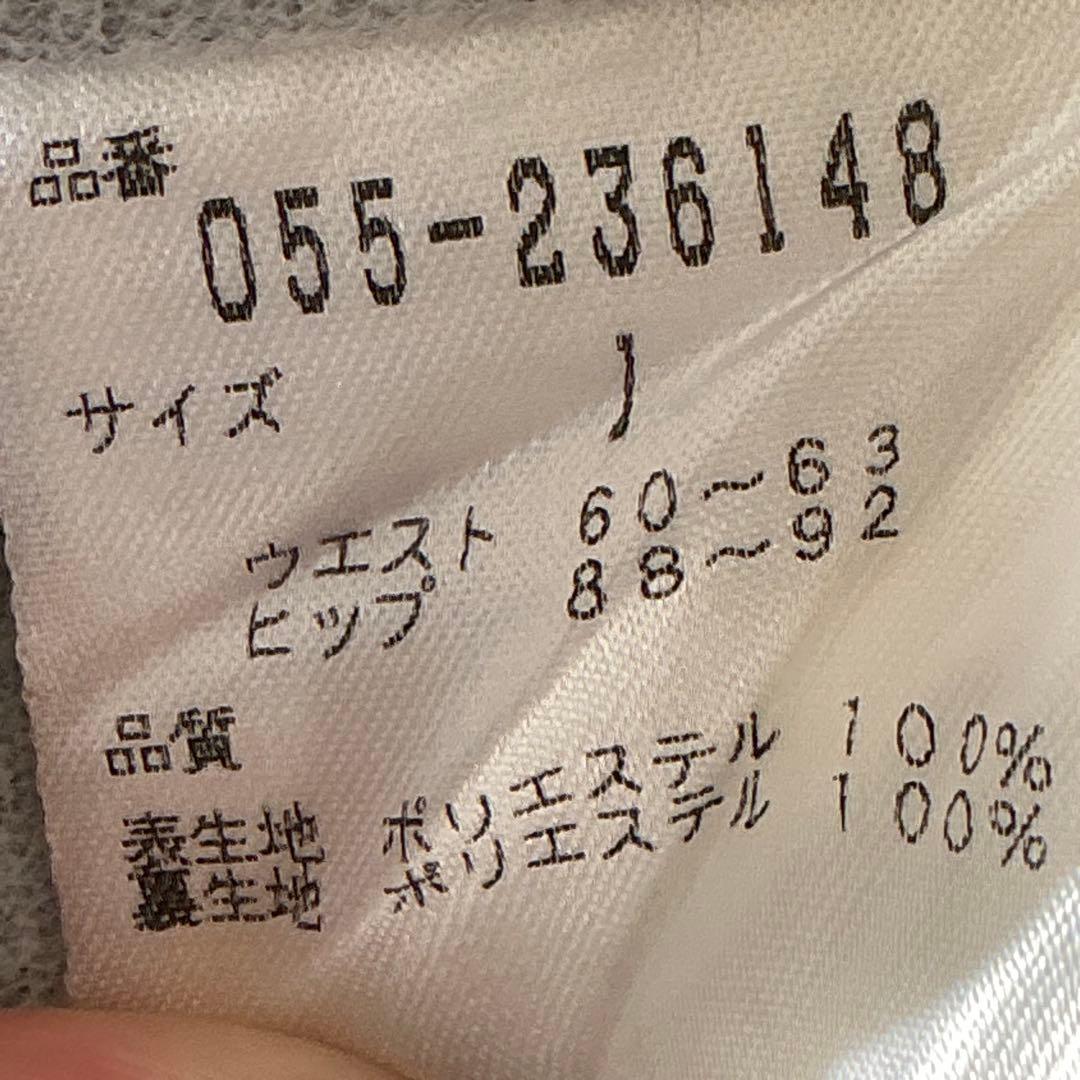 品番 055-236148
サイズ 1
ウエスト 60～63
ヒップ 88～92
品質
表生地 ポリエステル 100%
裏生地 ポリエステル 100%